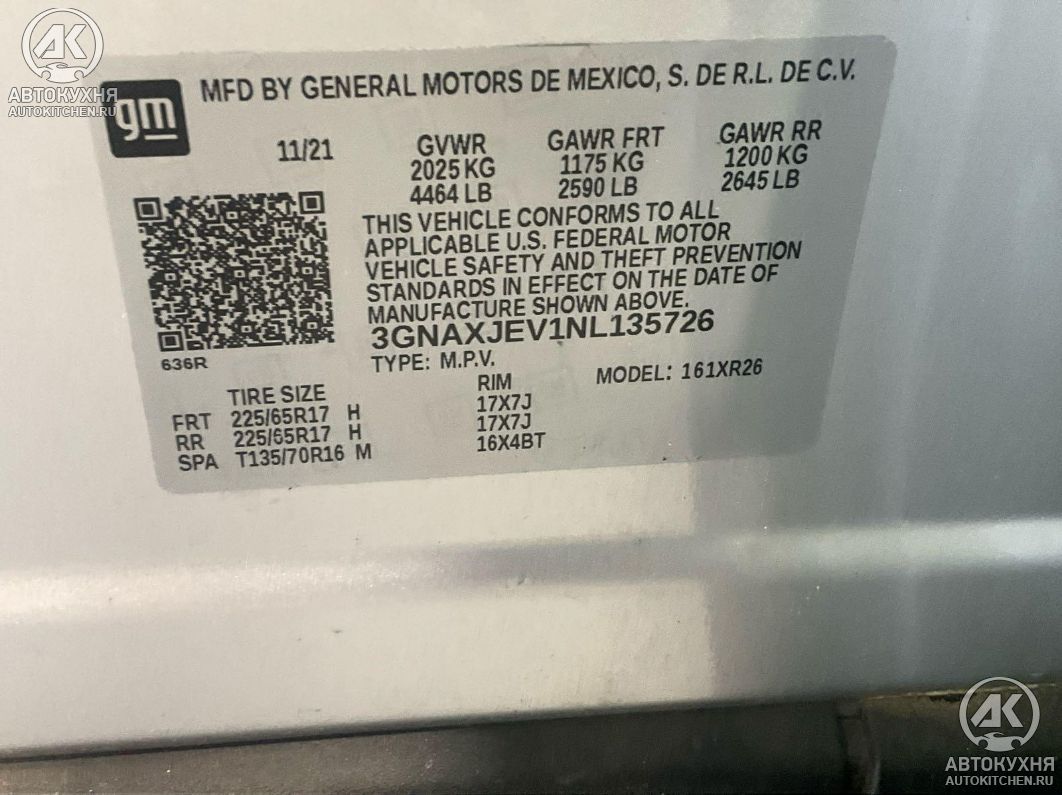 АК
АВТОКУХНЯ
AUTOKITCHEN.RU
gm
MFD BY GENERAL MOTORS DE MEXICO, S. DE R.L. DE C.V.
11/21 GVWR GAWR FRT GAWR RR
2025 KG 1175 KG 1200 KG
4464 LB 2590 LB 2645 LB
THIS VEHICLE CONFORMS TO ALL
APPLICABLE U.S. FEDERAL MOTOR
VEHICLE SAFETY AND THEFT PREVENTION
STANDARDS IN EFFECT ON THE DATE OF
MANUFACTURE SHOWN ABOVE.
3GNAXJEV1NL135726
636R
TYPE: M.P.V. MODEL: 161XR26
TIRE SIZE RIM
FRT 225/65R17 H 17X7J
RR 225/65R17 H 17X7J
SPA T135/70R16 M 16X4BT
АК
АВТОКУХНЯ
AUTOKITCHEN.RU